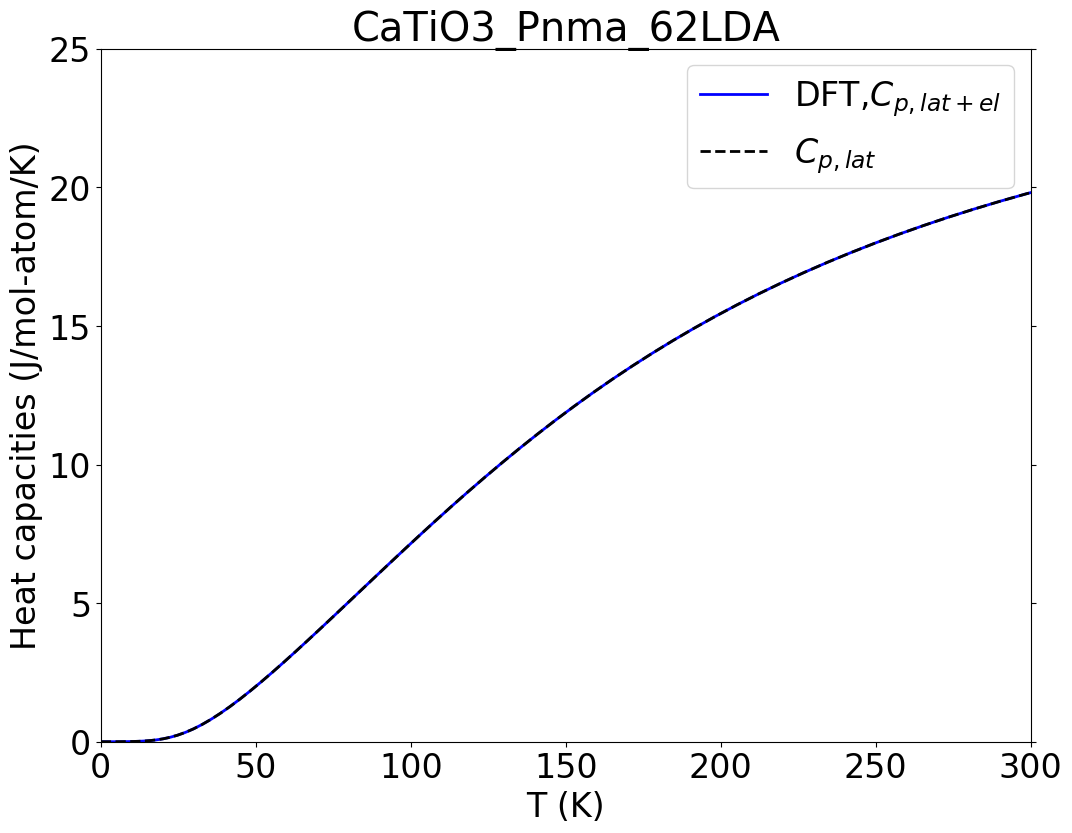 CaTiO3_Pnma_62LDA
DFT,C_{p, lat+el}
C_{p, lat}
Heat capacities (J/mol-atom/K)
25
20
15
10
5
0
0 50 100 150 200 250 300
T (K)